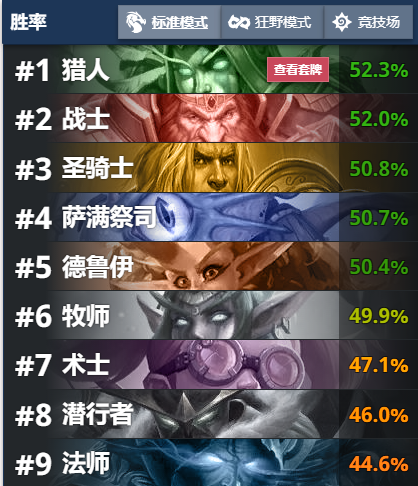 胜率 标准模式 狂野模式 竞技场
#1 猎人 查看套牌 52.3%
#2 战士 52.0%
#3 圣骑士 50.8%
#4 萨满祭司 50.7%
#5 德鲁伊 50.4%
#6 牧师 49.9%
#7 术士 47.1%
#8 潜行者 46.0%
#9 法师 44.6%